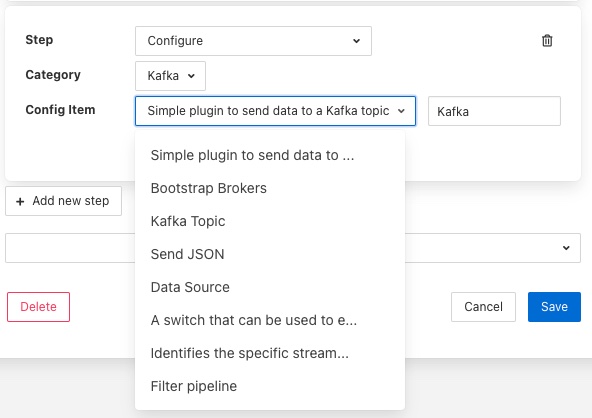 Step
Configure
Category
Kafka
Config Item
Simple plugin to send data to a Kafka topic
Kafka
Simple plugin to send data to ...
Bootstrap Brokers
Kafka Topic
Send JSON
Data Source
A switch that can be used to e...
Identifies the specific stream...
Filter pipeline
+ Add new step
Delete
Cancel
Save